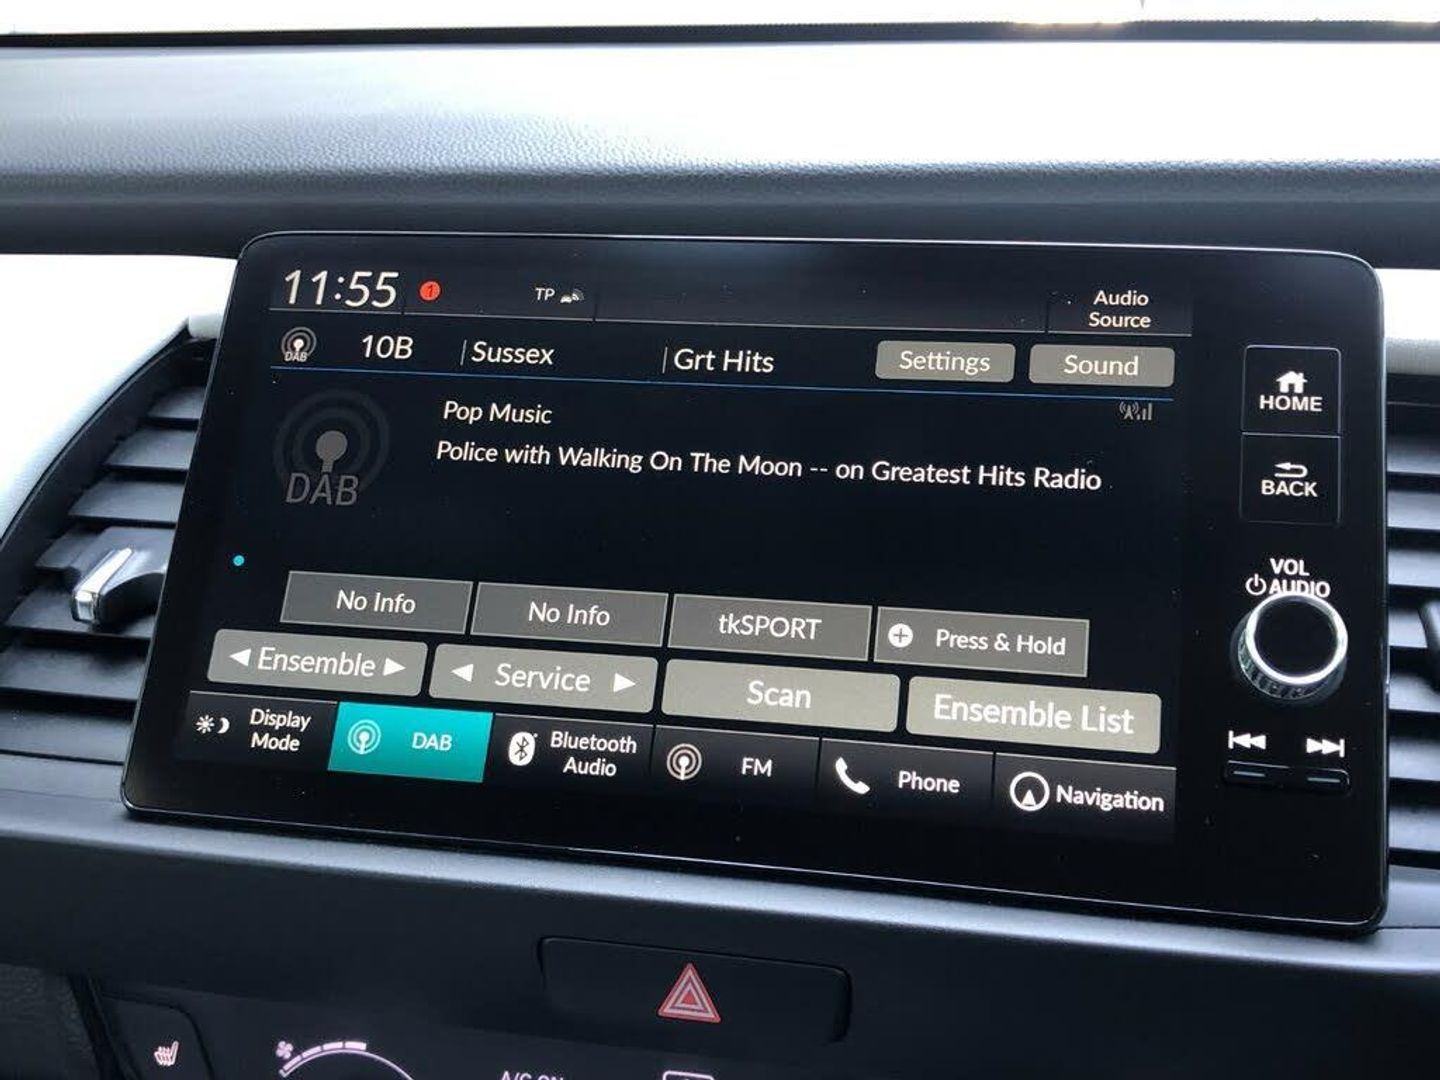 11:55 1 TP Audio
Source
DAB 10B Sussex Grt Hits Settings Sound
Pop Music
Police with Walking On The Moon -- on Greatest Hits Radio
DAB
No Info No Info tkSPORT Press & Hold
Ensemble Service Scan Ensemble List
Display
Mode
DAB
Bluetooth
Audio
FM
Phone
Navigation
HOME
BACK
VOL
AUDIO
A/C ON